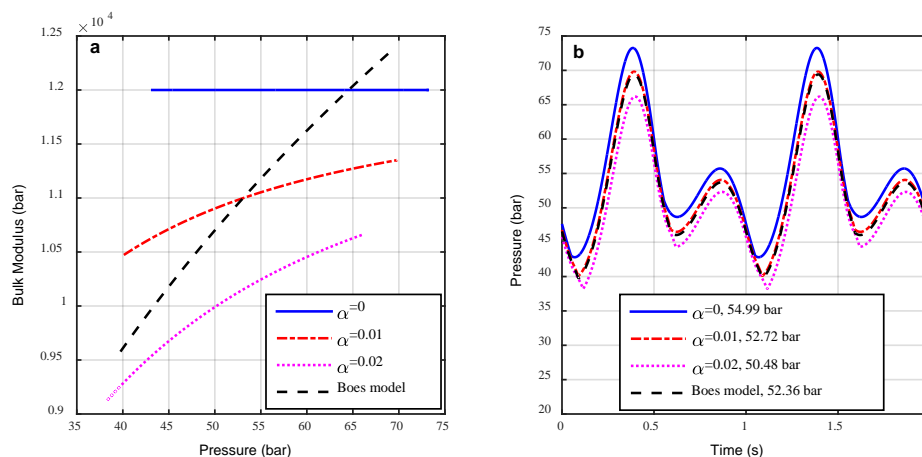 × 10⁴
a
1.25
1.2
1.15
1.1
1.05
1
0.95
0.9
35 40 45 50 55 60 65 70 75
Bulk Modulus (bar)
Pressure (bar)
α=0
α=0.01
α=0.02
Boes model
b
75
70
65
60
55
50
45
40
35
30
25
20
0 0.5 1 1.5
Pressure (bar)
Time (s)
α=0, 54.99 bar
α=0.01, 52.72 bar
α=0.02, 50.48 bar
Boes model, 52.36 bar